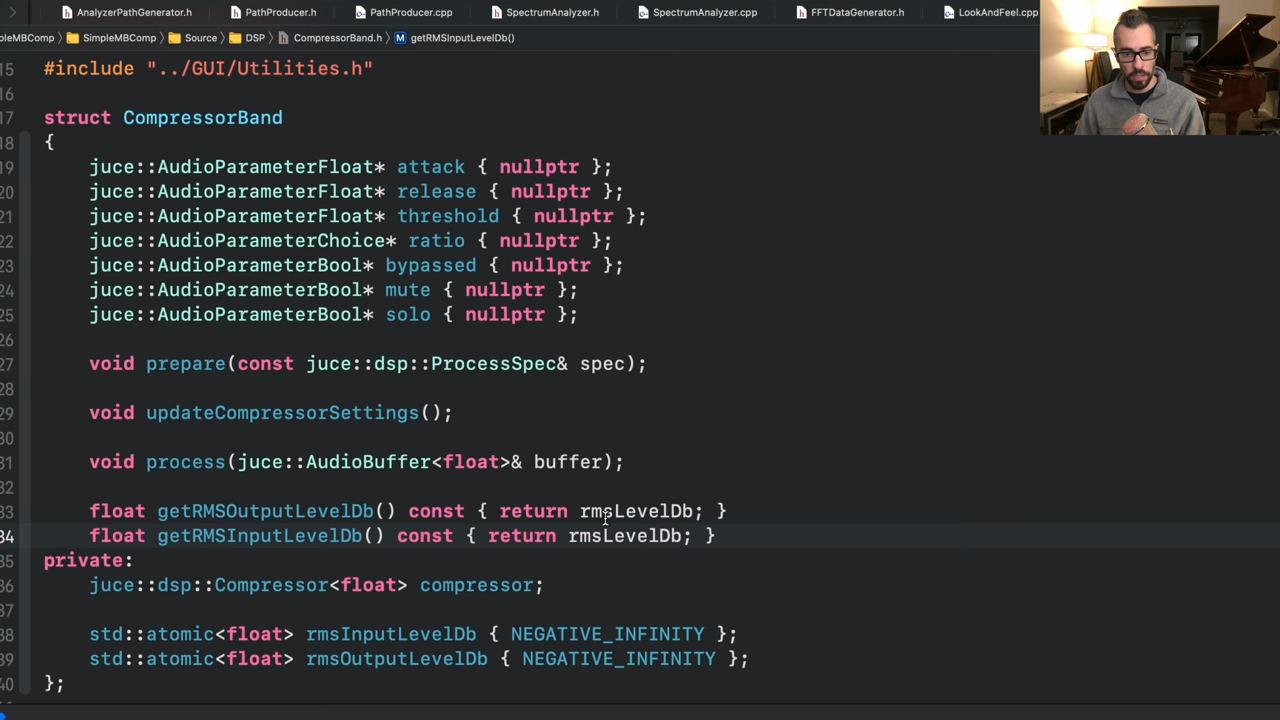 AnalyzerPathGenerator.h PathProducer.h PathProducer.cpp SpectrumAnalyzer.h SpectrumAnalyzer.cpp FFTDataGenerator.h LookAndFeel.cpp
pleMBComp > SimpleMBComp > Source > DSP > CompressorBand.h > M getRMSInputLevelDb()
15 #include "../GUI/Utilities.h"
16
17 struct CompressorBand
18 {
19 juce::AudioParameterFloat* attack { nullptr };
20 juce::AudioParameterFloat* release { nullptr };
21 juce::AudioParameterFloat* threshold { nullptr };
22 juce::AudioParameterChoice* ratio { nullptr };
23 juce::AudioParameterBool* bypassed { nullptr };
24 juce::AudioParameterBool* mute { nullptr };
25 juce::AudioParameterBool* solo { nullptr };
26
27 void prepare(const juce::dsp::ProcessSpec& spec);
28
29 void updateCompressorSettings();
30
31 void process(juce::AudioBuffer<float>& buffer);
32
33 float getRMSOutputLevelDb() const { return rmsLevelDb; }
34 float getRMSInputLevelDb() const { return rmsLevelDb; }
35 private:
36 juce::dsp::Compressor<float> compressor;
37
38 std::atomic<float> rmsInputLevelDb { NEGATIVE_INFINITY };
39 std::atomic<float> rmsOutputLevelDb { NEGATIVE_INFINITY };
40 };